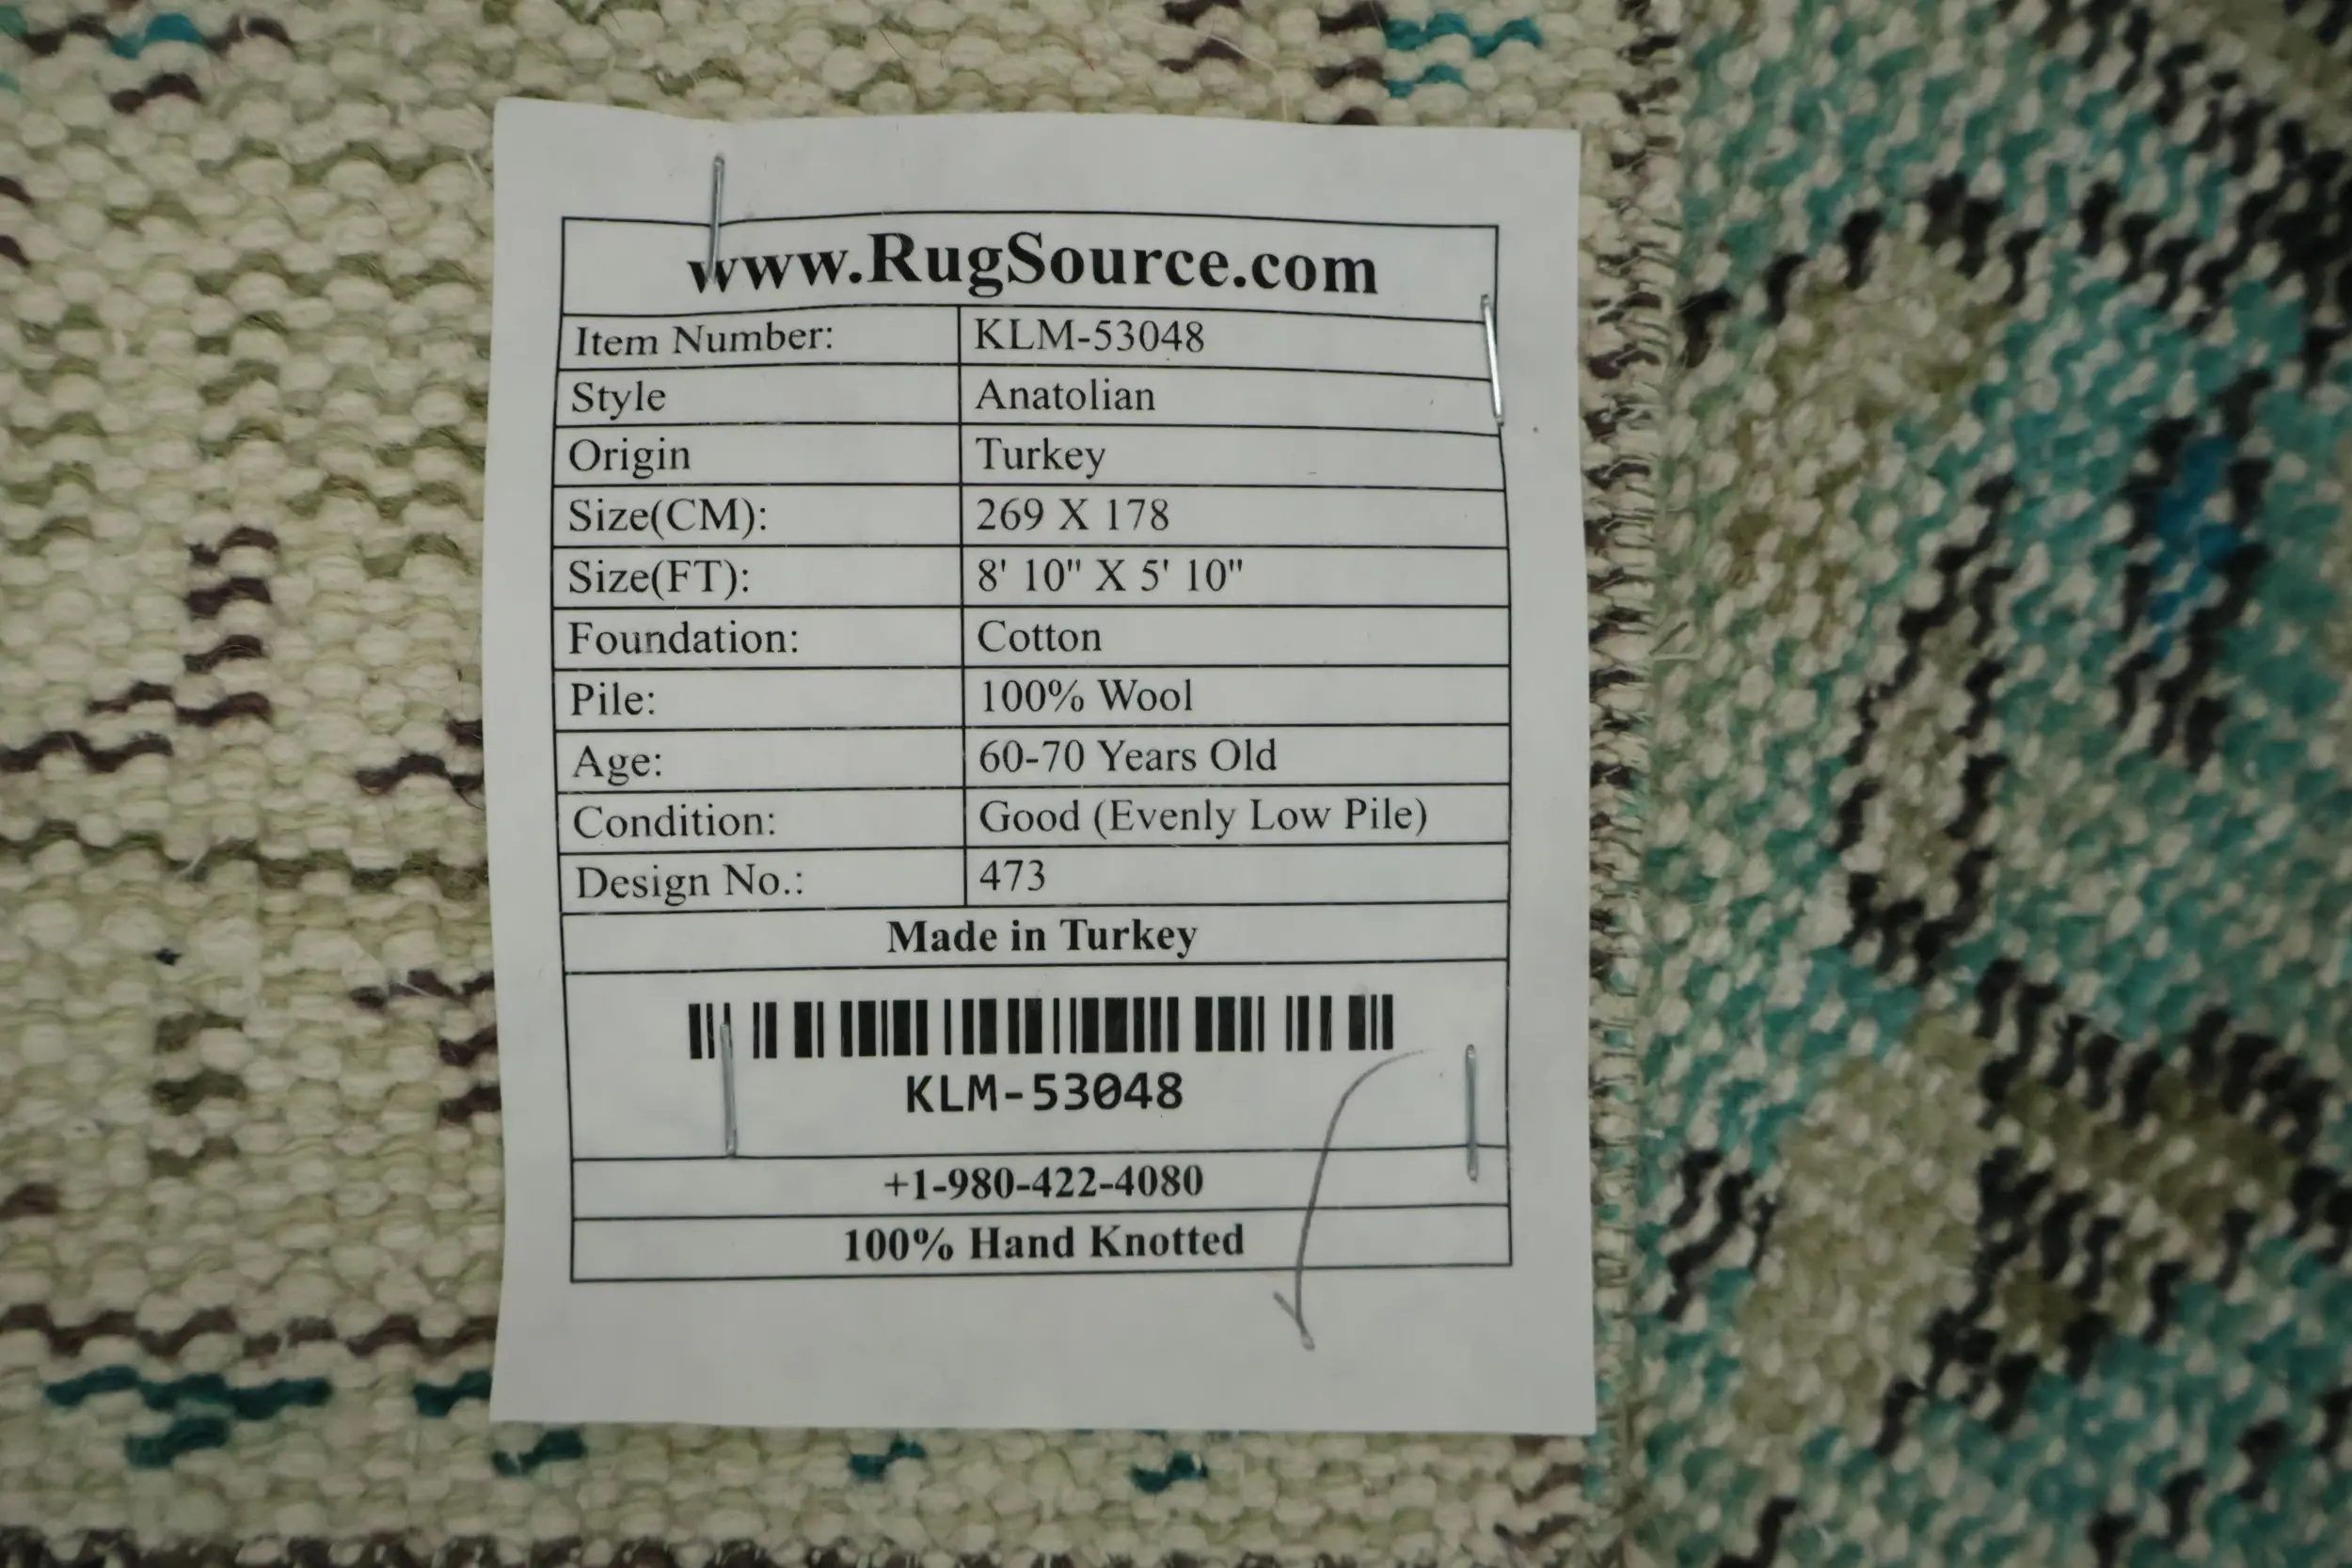 www.RugSource.com
Item Number: KLM-53048
Style Anatolian
Origin Turkey
Size(CM): 269 X 178
Size(FT): 8' 10" X 5' 10"
Foundation: Cotton
Pile: 100% Wool
Age: 60-70 Years Old
Condition: Good (Evenly Low Pile)
Design No.: 473
Made in Turkey
KLM-53048
+1-980-422-4080
100% Hand Knotted